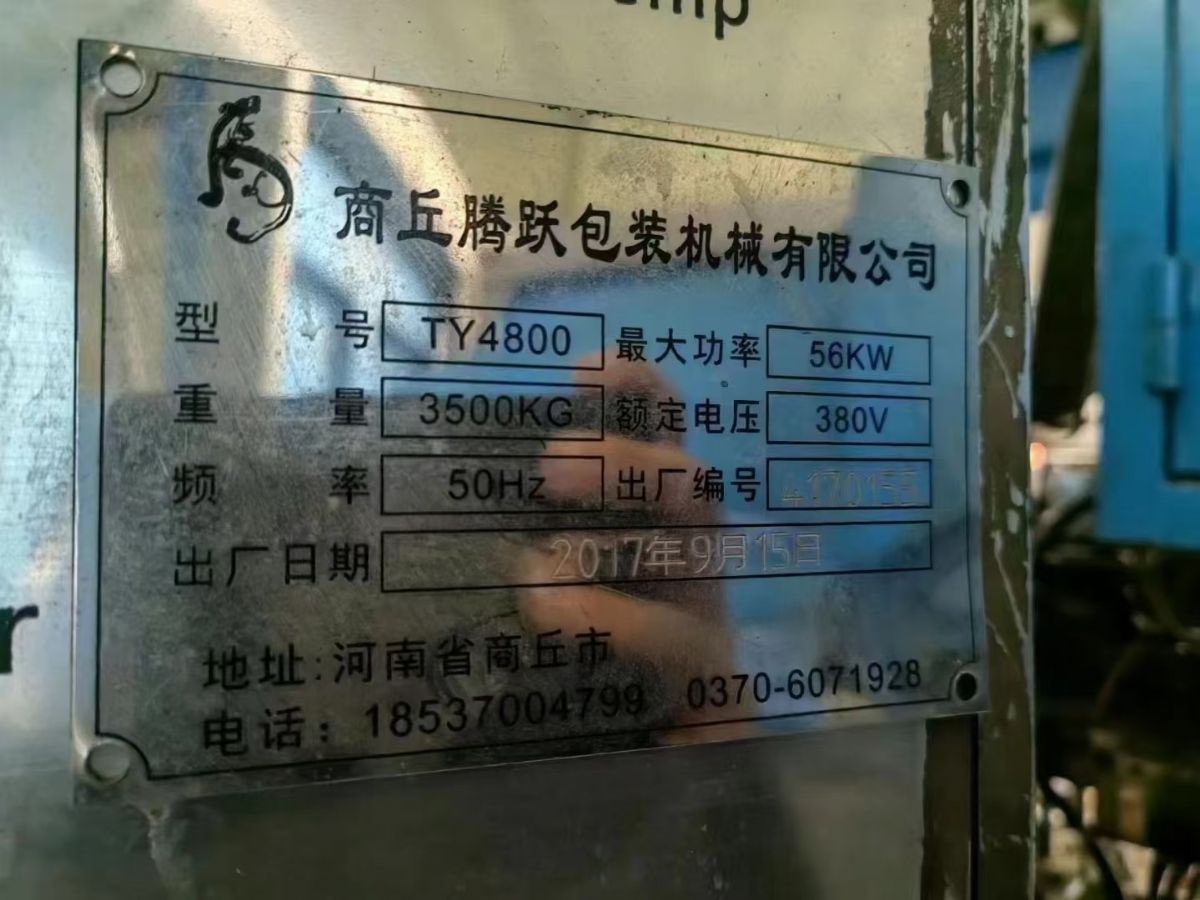 mp
商丘腾跃包装机械有限公司
型号 TY4800 最大功率 56KW
重量 3500KG 额定电压 380V
频率 50Hz 出厂编号
出厂日期 2017年9月15日
r
地址:河南省商丘市
电话：18537004799 0370-6071928